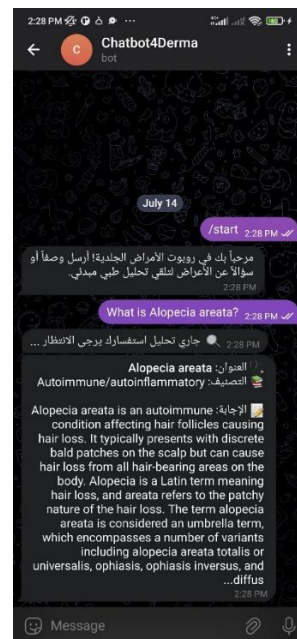 2:28 PM
Chatbot4Derma
bot
C
July 14
/start 2:28 PM
مرحباً بك في روبوت الأمراض الجلدية! أرسل وصفاً أو
سؤالاً عن الأعراض لتلقي تحليل طبي مبدئي.
2:28 PM
What is Alopecia areata? 2:28 PM
جاري تحليل استفسارك يرجى الانتظار ... 2:28 PM
العنوان: Alopecia areata
التصنيف: Autoimmune/autoinflammatory
الإجابة: Alopecia areata is an autoimmune
condition affecting hair follicles causing
hair loss. It typically presents with discrete
bald patches on the scalp but can cause
hair loss from all hair-bearing areas on the
body. Alopecia is a Latin term meaning
hair loss, and areata refers to the patchy
nature of the hair loss. The term alopecia
areata is considered an umbrella term,
which encompasses a number of variants
including alopecia areata totalis or
universalis, ophiasis, ophiasis inversus, and
...diffus
2:28 PM
Message